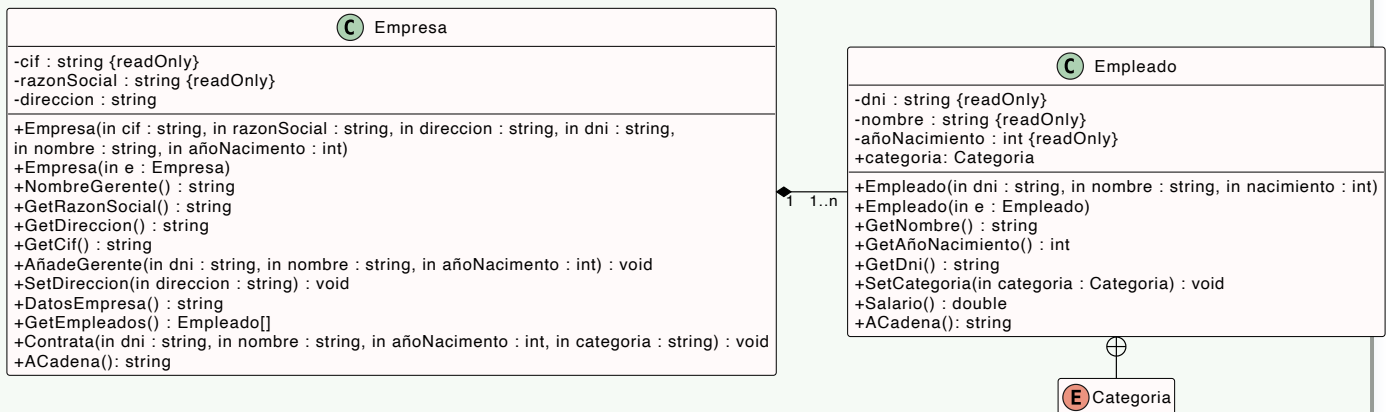 C Empresa
-cif : string {readOnly}
-razonSocial : string {readOnly}
-direccion : string
+Empresa(in cif : string, in razonSocial : string, in direccion : string, in dni : string,
in nombre : string, in añoNacimento : int)
+Empresa(in e : Empresa)
+NombreGerente() : string
+GetRazonSocial() : string
+GetDireccion() : string
+GetCif() : string
+AñadeGerente(in dni : string, in nombre : string, in añoNacimento : int) : void
+SetDireccion(in direccion : string) : void
+DatosEmpresa() : string
+GetEmpleados() : Empleado[]
+Contrata(in dni : string, in nombre : string, in añoNacimento : int, in categoria : string) : void
+ACadena(): string
1 1..n
C Empleado
-dni : string {readOnly}
-nombre : string {readOnly}
-añoNacimiento : int {readOnly}
+categoria: Categoria
+Empleado(in dni : string, in nombre : string, in nacimiento : int)
+Empleado(in e : Empleado)
+GetNombre() : string
+GetAñoNacimiento() : int
+GetDni() : string
+SetCategoria(in categoria : Categoria) : void
+Salario() : double
+ACadena(): string
E Categoria